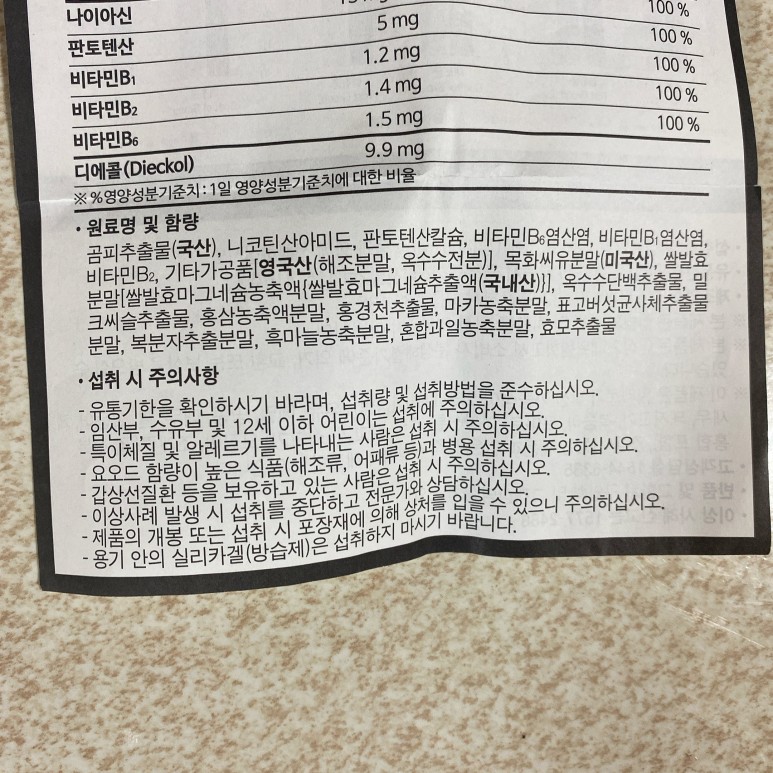 나이아신 100 %
판토텐산 5 mg 100 %
비타민B1 1.2 mg 100 %
비타민B2 1.4 mg 100 %
비타민B6 1.5 mg 100 %
디에콜(Dieckol) 9.9 mg
※ %영양성분기준치 : 1일 영양성분기준치에 대한 비율
• 원료명 및 함량
곰피추출물(국산), 니코틴산아미드, 판토텐산칼슘, 비타민B6염산염, 비타민B1염산염,
비타민B2, 기타가공품[영국산(해조분말, 옥수수전분)], 목화씨유분말(미국산), 쌀발효
분말[쌀발효마그네슘농축액{쌀발효마그네슘추출액(국내산)}], 옥수수단백추출물, 밀
크씨슬추출물, 홍삼농축액분말, 홍경천추출물, 마카농축분말, 표고버섯균사체추출물
분말, 복분자추출분말, 흑마늘농축분말, 혼합과일농축분말, 효모추출물
• 섭취 시 주의사항
- 유통기한을 확인하시기 바라며, 섭취량 및 섭취방법을 준수하십시오.
- 임산부, 수유부 및 12세 이하 어린이는 섭취에 주의하십시오.
- 특이체질 및 알레르기를 나타내는 사람은 섭취 시 주의하십시오.
- 요오드 함량이 높은 식품(해조류, 어패류 등)과 병용 섭취 시 주의하십시오.
- 갑상선질환 등을 보유하고 있는 사람은 섭취 시 주의하십시오.
- 이상사례 발생 시 섭취를 중단하고 전문가와 상담하십시오.
- 제품의 개봉 또는 섭취 시 포장재에 의해 상처를 입을 수 있으니 주의하십시오.
- 용기 안의 실리카겔(방습제)은 섭취하지 마시기 바랍니다.